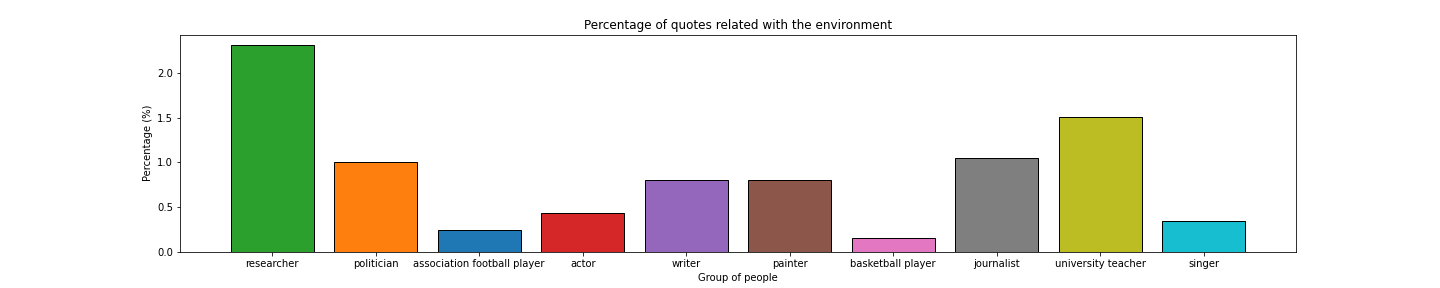 Percentage of quotes related with the environment
Percentage (%)
2.0
1.5
1.0
0.5
0.0
researcher politician association football player actor writer painter basketball player journalist university teacher singer
Group of people